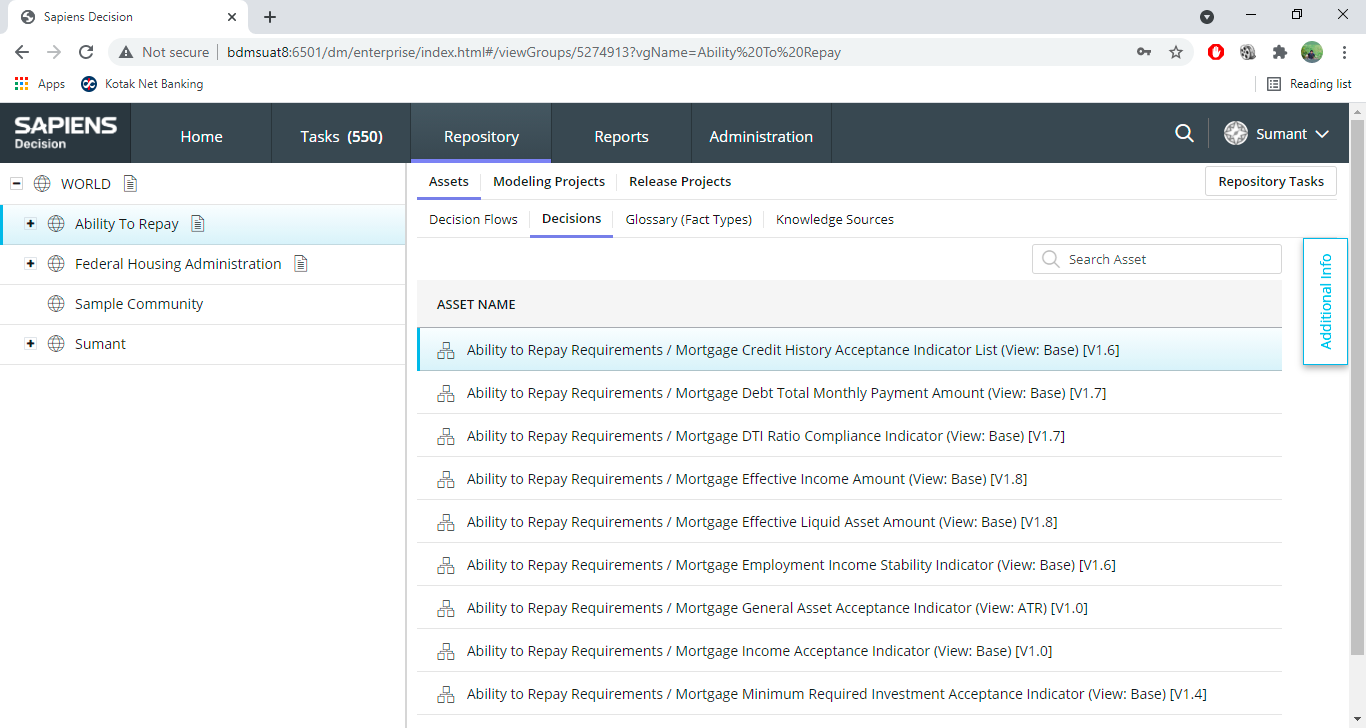 Sapiens Decision
Not secure bdmsuat8:6501/dm/enterprise/index.html#/viewGroups/5274913?vgName=Ability%20To%20Repay
Apps Kotak Net Banking Reading list
SAPIENS
Decision
Home Tasks (550) Repository Reports Administration Sumant
WORLD
Ability To Repay
Federal Housing Administration
Sample Community
Sumant
Assets Modeling Projects Release Projects Repository Tasks
Decision Flows Decisions Glossary (Fact Types) Knowledge Sources
Search Asset
Additional Info
ASSET NAME
Ability to Repay Requirements / Mortgage Credit History Acceptance Indicator List (View: Base) [V1.6]
Ability to Repay Requirements / Mortgage Debt Total Monthly Payment Amount (View: Base) [V1.7]
Ability to Repay Requirements / Mortgage DTI Ratio Compliance Indicator (View: Base) [V1.7]
Ability to Repay Requirements / Mortgage Effective Income Amount (View: Base) [V1.8]
Ability to Repay Requirements / Mortgage Effective Liquid Asset Amount (View: Base) [V1.8]
Ability to Repay Requirements / Mortgage Employment Income Stability Indicator (View: Base) [V1.6]
Ability to Repay Requirements / Mortgage General Asset Acceptance Indicator (View: ATR) [V1.0]
Ability to Repay Requirements / Mortgage Income Acceptance Indicator (View: Base) [V1.0]
Ability to Repay Requirements / Mortgage Minimum Required Investment Acceptance Indicator (View: Base) [V1.4]